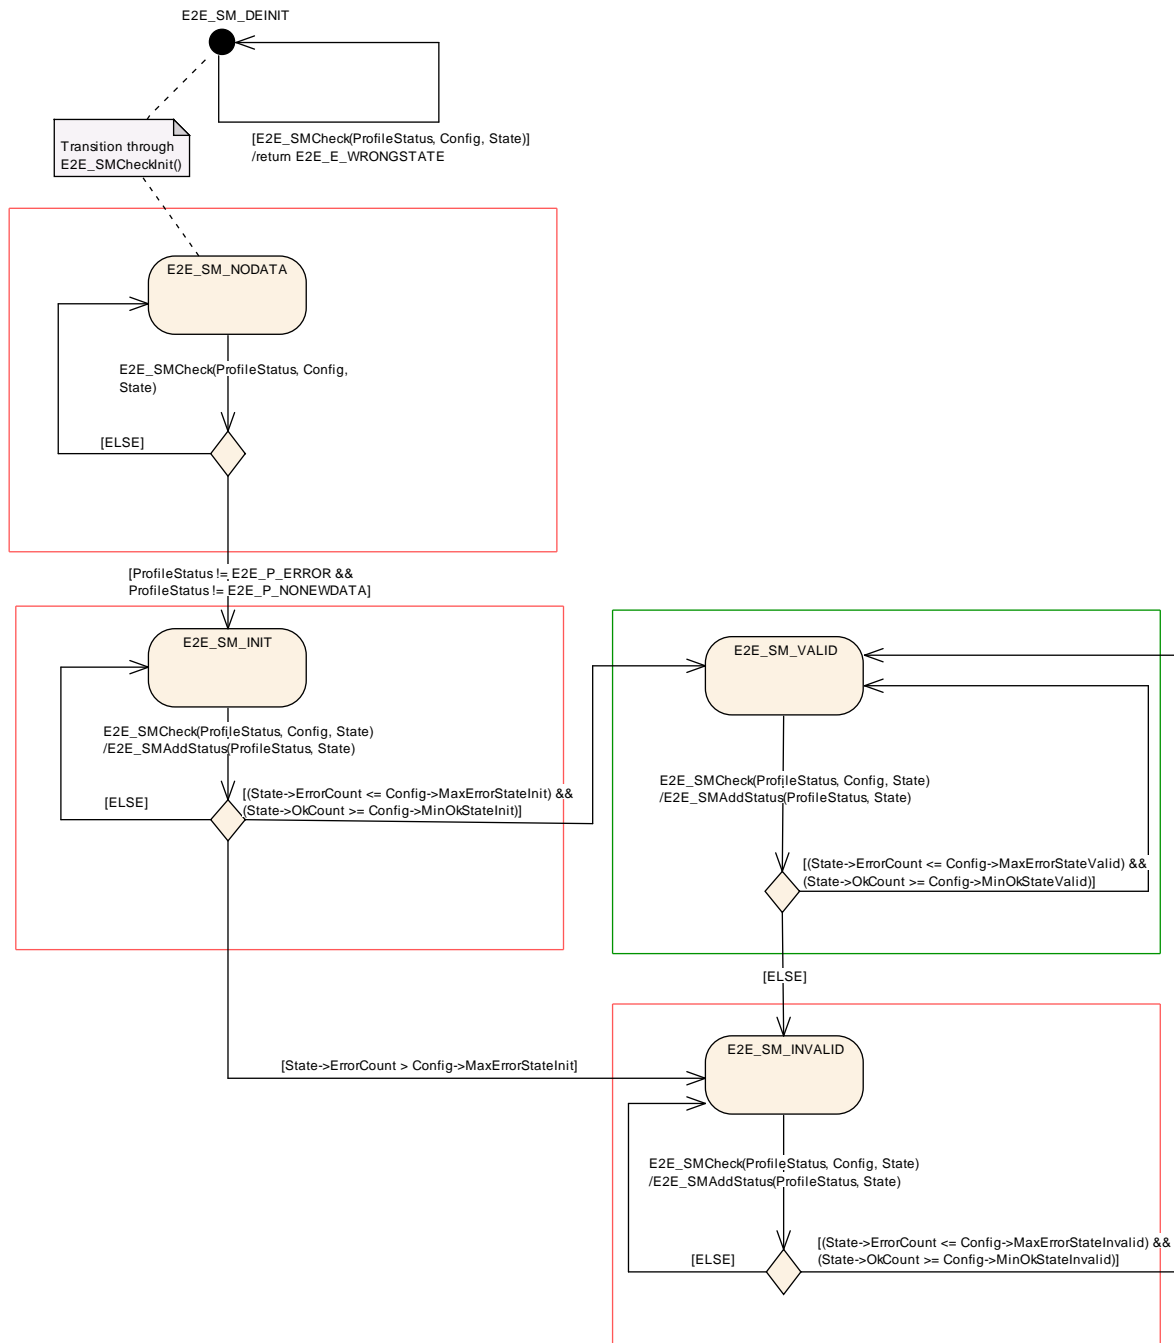 E2E_SM_DEINIT
[E2E_SMCheck(ProfileStatus, Config, State)]
/return E2E_E_WRONGSTATE
Transition through
E2E_SMCheckInit()
E2E_SM_NODATA
E2E_SMCheck(ProfileStatus, Config,
State)
[ELSE]
[ProfileStatus != E2E_P_ERROR &&
ProfileStatus != E2E_P_NONEWDATA]
E2E_SM_INIT
E2E_SMCheck(ProfileStatus, Config, State)
/E2E_SMAddStatus(ProfileStatus, State)
[ELSE]
[(State->ErrorCount <= Config->MaxErrorStateInit) &&
(State->OkCount >= Config->MinOkStateInit)]
E2E_SM_VALID
E2E_SMCheck(ProfileStatus, Config, State)
/E2E_SMAddStatus(ProfileStatus, State)
[(State->ErrorCount <= Config->MaxErrorStateValid) &&
(State->OkCount >= Config->MinOkStateValid)]
[ELSE]
[State->ErrorCount > Config->MaxErrorStateInit]
E2E_SM_INVALID
E2E_SMCheck(ProfileStatus, Config, State)
/E2E_SMAddStatus(ProfileStatus, State)
[ELSE]
[(State->ErrorCount <= Config->MaxErrorStateInvalid) &&
(State->OkCount >= Config->MinOkStateInvalid)]